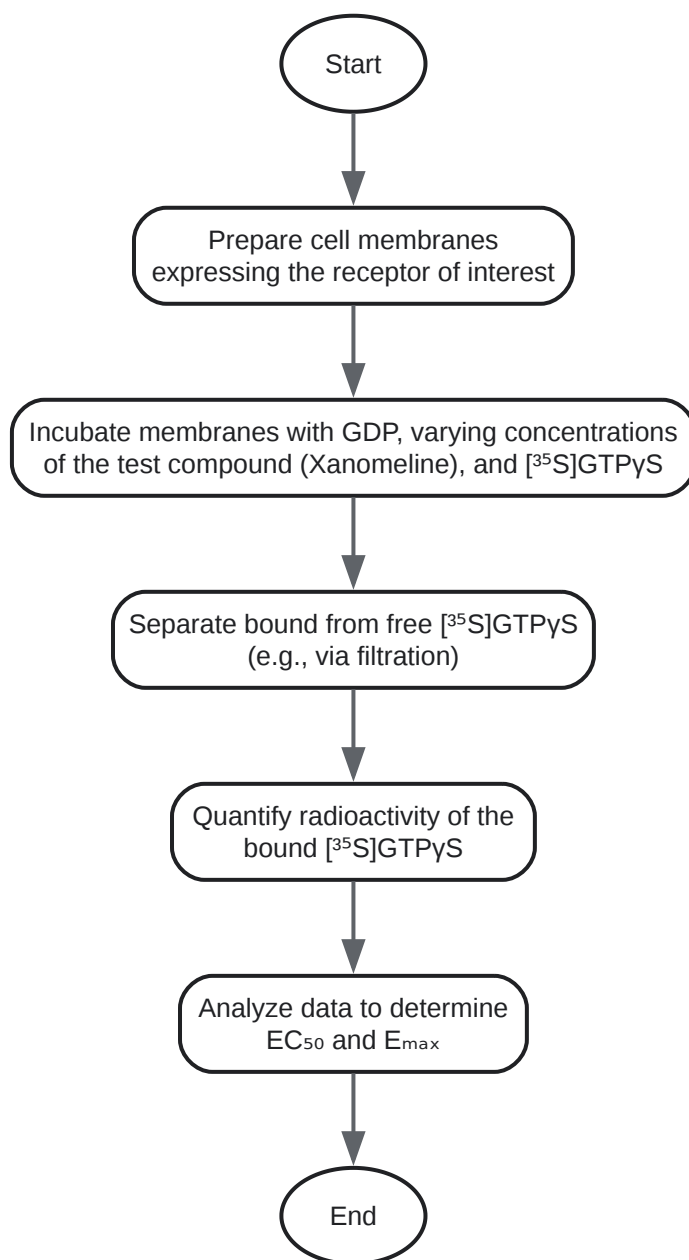 Start
Prepare cell membranes
expressing the receptor of interest
Incubate membranes with GDP, varying concentrations
of the test compound (Xanomeline), and [³⁵S]GTPγS
Separate bound from free [³⁵S]GTPγS
(e.g., via filtration)
Quantify radioactivity of the
bound [³⁵S]GTPγS
Analyze data to determine
EC₅₀ and Eₘₐₓ
End